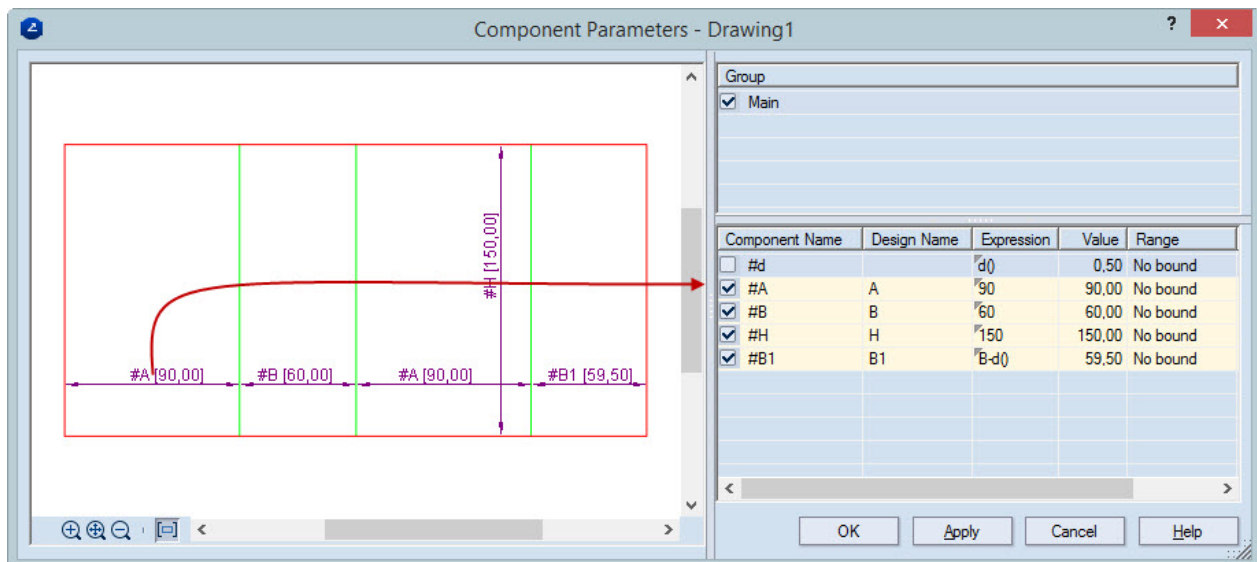 Component Parameters - Drawing1
?
#H [150,00]
#A [90,00] #B [60,00] #A [90,00] #B1 [59,50]
Group
Main
Component Name Design Name Expression Value Range
#d d() 0,50 No bound
#A A 90 90,00 No bound
#B B 60 60,00 No bound
#H H 150 150,00 No bound
#B1 B1 B-d() 59,50 No bound
OK Apply Cancel Help